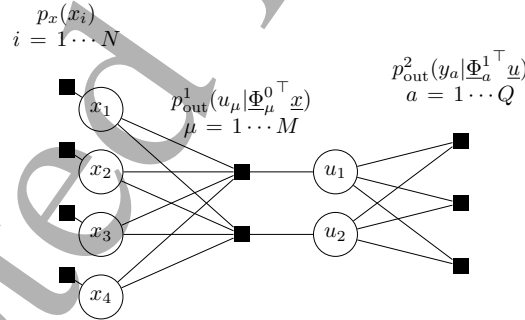 p_x(x_i)
i = 1 ⋯ N
p^1_out(u_μ|Φ^0_μ^⊤ x)
μ = 1 ⋯ M
p^2_out(y_a|Φ^1_a^⊤ u)
a = 1 ⋯ Q
x_1
x_2
x_3
x_4
u_1
u_2